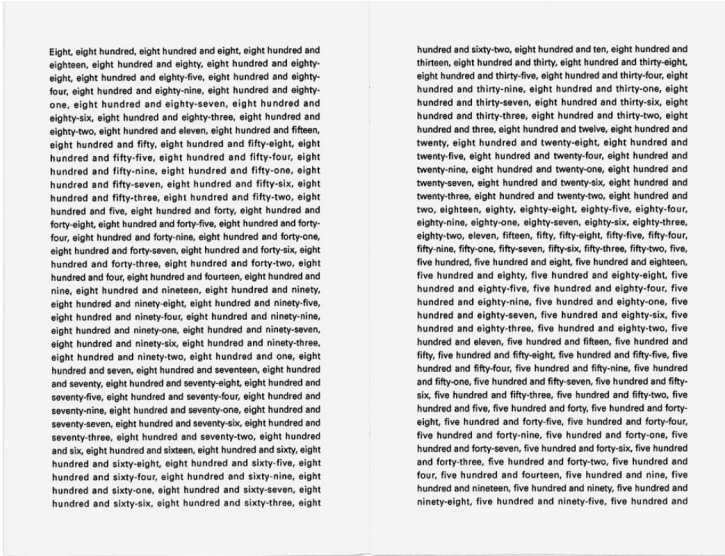 Eight, eight hundred, eight hundred and eight, eight hundred and
eighteen, eight hundred and eighty, eight hundred and eighty-
eight, eight hundred and eighty-five, eight hundred and eighty-
four, eight hundred and eighty-nine, eight hundred and eighty-
one, eight hundred and eighty-seven, eight hundred and
eighty-six, eight hundred and eighty-three, eight hundred and
eighty-two, eight hundred and eleven, eight hundred and fifteen,
eight hundred and fifty, eight hundred and fifty-eight, eight
hundred and fifty-five, eight hundred and fifty-four, eight
hundred and fifty-nine, eight hundred and fifty-one, eight
hundred and fifty-seven, eight hundred and fifty-six, eight
hundred and fifty-three, eight hundred and fifty-two, eight
hundred and five, eight hundred and forty, eight hundred and
forty-eight, eight hundred and forty-five, eight hundred and forty-
four, eight hundred and forty-nine, eight hundred and forty-one,
eight hundred and forty-seven, eight hundred and forty-six, eight
hundred and forty-three, eight hundred and forty-two, eight
hundred and four, eight hundred and fourteen, eight hundred and
nine, eight hundred and nineteen, eight hundred and ninety,
eight hundred and ninety-eight, eight hundred and ninety-five,
eight hundred and ninety-four, eight hundred and ninety-nine,
eight hundred and ninety-one, eight hundred and ninety-seven,
eight hundred and ninety-six, eight hundred and ninety-three,
eight hundred and ninety-two, eight hundred and one, eight
hundred and seven, eight hundred and seventeen, eight hundred
and seventy, eight hundred and seventy-eight, eight hundred and
seventy-five, eight hundred and seventy-four, eight hundred and
seventy-nine, eight hundred and seventy-one, eight hundred and
seventy-seven, eight hundred and seventy-six, eight hundred and
seventy-three, eight hundred and seventy-two, eight hundred
and six, eight hundred and sixteen, eight hundred and sixty, eight
hundred and sixty-eight, eight hundred and sixty-five, eight
hundred and sixty-four, eight hundred and sixty-nine, eight
hundred and sixty-one, eight hundred and sixty-seven, eight
hundred and sixty-six, eight hundred and sixty-three, eight
hundred and sixty-two, eight hundred and ten, eight hundred and
thirteen, eight hundred and thirty, eight hundred and thirty-eight,
eight hundred and thirty-five, eight hundred and thirty-four, eight
hundred and thirty-nine, eight hundred and thirty-one, eight
hundred and thirty-seven, eight hundred and thirty-six, eight
hundred and thirty-three, eight hundred and thirty-two, eight
hundred and three, eight hundred and twelve, eight hundred and
twenty, eight hundred and twenty-eight, eight hundred and
twenty-five, eight hundred and twenty-four, eight hundred and
twenty-nine, eight hundred and twenty-one, eight hundred and
twenty-seven, eight hundred and twenty-six, eight hundred and
twenty-three, eight hundred and twenty-two, eight hundred and
two, eighteen, eighty, eighty-eight, eighty-five, eighty-four,
eighty-nine, eighty-one, eighty-seven, eighty-six, eighty-three,
eighty-two, eleven, fifteen, fifty, fifty-eight, fifty-five, fifty-four,
fifty-nine, fifty-one, fifty-seven, fifty-six, fifty-three, fifty-two, five,
five hundred, five hundred and eight, five hundred and eighteen,
five hundred and eighty, five hundred and eighty-eight, five
hundred and eighty-five, five hundred and eighty-four, five
hundred and eighty-nine, five hundred and eighty-one, five
hundred and eighty-seven, five hundred and eighty-six, five
hundred and eighty-three, five hundred and eighty-two, five
hundred and eleven, five hundred and fifteen, five hundred and
fifty, five hundred and fifty-eight, five hundred and fifty-five, five
hundred and fifty-four, five hundred and fifty-nine, five hundred
and fifty-one, five hundred and fifty-seven, five hundred and fifty-
six, five hundred and fifty-three, five hundred and fifty-two, five
hundred and five, five hundred and forty, five hundred and forty-
eight, five hundred and forty-five, five hundred and forty-four,
five hundred and forty-nine, five hundred and forty-one, five
hundred and forty-seven, five hundred and forty-six, five hundred
and forty-three, five hundred and forty-two, five hundred and
four, five hundred and fourteen, five hundred and nine, five
hundred and nineteen, five hundred and ninety, five hundred and
ninety-eight, five hundred and ninety-five, five hundred and